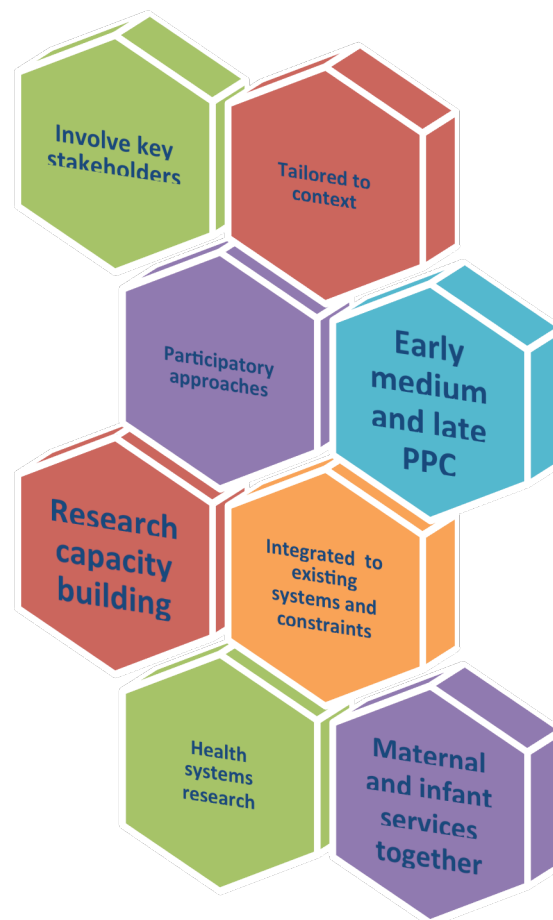 Involve key
stakeholders
Tailored to
context
Participatory
approaches
Early
medium
and late
PPC
Research
capacity
building
Integrated to
existing
systems and
constraints
Health
systems
research
Maternal
and infant
services
together